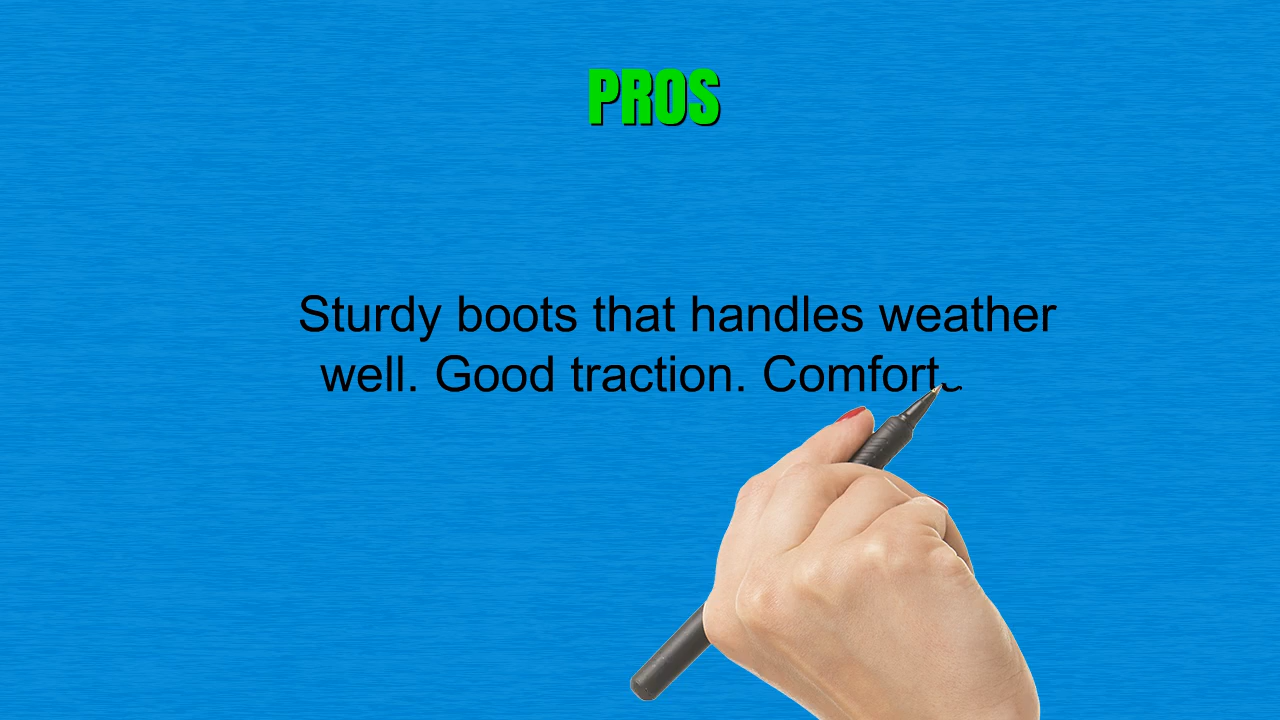 PROS
Sturdy boots that handles weather
well. Good traction. Comfort